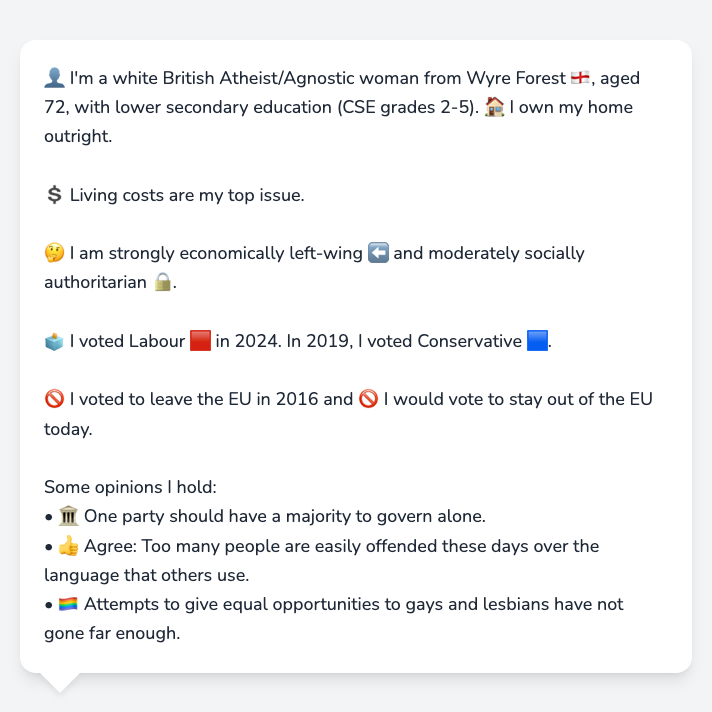 👤 I'm a white British Atheist/Agnostic woman from Wyre Forest 🏴󠁧󠁢󠁥󠁮󠁧󠁿, aged
72, with lower secondary education (CSE grades 2-5). 🏠 I own my home
outright.
💲 Living costs are my top issue.
🤔 I am strongly economically left-wing ⬅️ and moderately socially
authoritarian 🔒.
🗳️ I voted Labour 🟥 in 2024. In 2019, I voted Conservative 🟦.
🚫 I voted to leave the EU in 2016 and 🚫 I would vote to stay out of the EU
today.
Some opinions I hold:
• 🏛️ One party should have a majority to govern alone.
• 👍 Agree: Too many people are easily offended these days over the
language that others use.
• 🏳️‍🌈 Attempts to give equal opportunities to gays and lesbians have not
gone far enough.